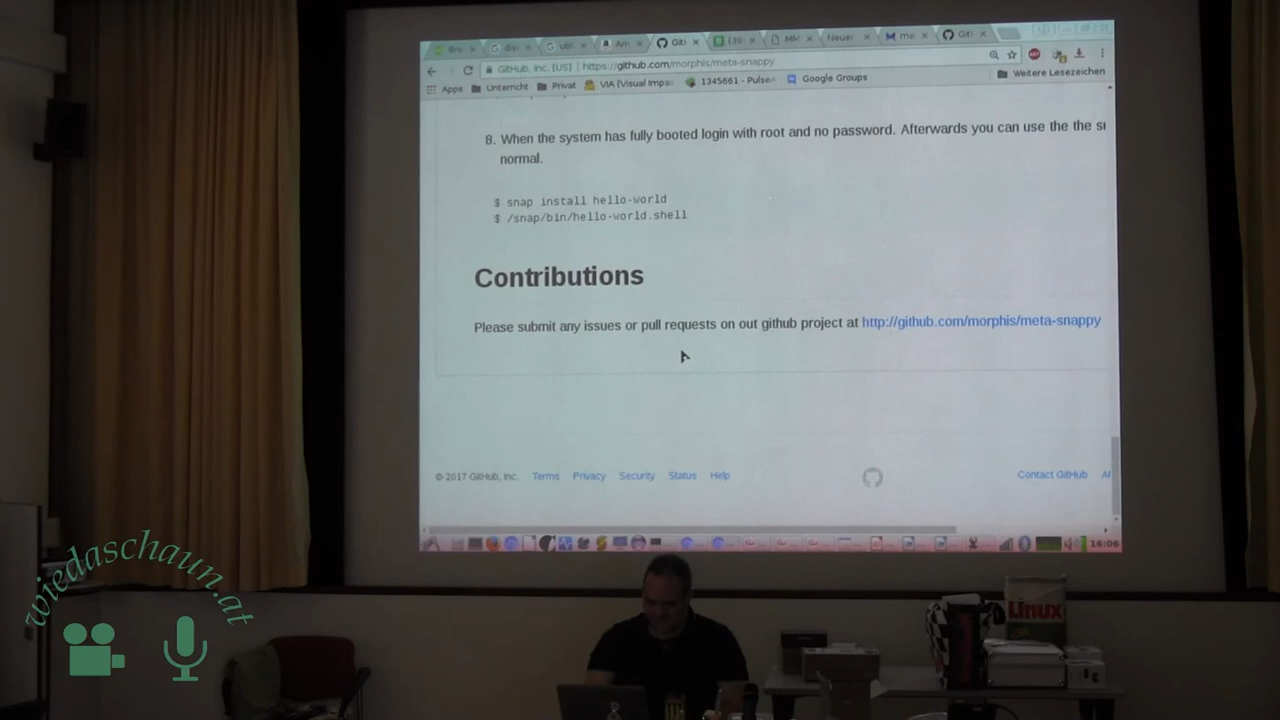 GitHub, Inc. [US] https://github.com/morphis/meta-snappy
Apps Unterricht Privat VIA (Visual Impa 1345661 - PulseA Google Groups Weitere Lesezeichen
8. When the system has fully booted login with root and no password. Afterwards you can use the the
normal.
$ snap install hello-world
$ /snap/bin/hello-world.shell
Contributions
Please submit any issues or pull requests on out github project at http://github.com/morphis/meta-snappy
© 2017 GitHub, Inc. Terms Privacy Security Status Help Contact GitHub
16:06
wiedaschaun.at
Linux